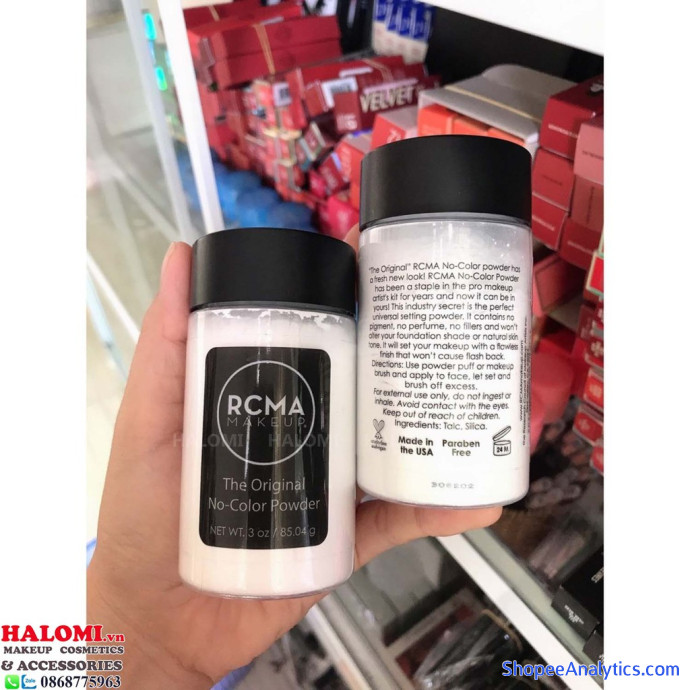 VELVET
RCMA
MAKEUP
The Original
No-Color Powder
NET WT. 3 oz / 85.04 g
"The Original" RCMA No-Color powder has
a fresh new look! RCMA No-Color Powder
has been a staple in the pro makeup
artist's kit for years and now it can be
yours! This industry secret is the perfect
universal setting powder. It contains no
pigment, no perfume, no fillers and won't
alter your foundation shade or natural skin
tone. It will set your makeup with a flawless
finish that won't cause flash back.
Directions: Use powder puff or makeup
brush and apply to face, let set and
brush off excess.
For external use only, do not ingest or
inhale. Avoid contact with the eyes.
Keep out of reach of children.
Ingredients: Talc, Silica.
Made in
the USA
Paraben
Free
24 M
HALOMI HALOMI
HALOMI.vn
MAKEUP COSMETICS
& ACCESSORIES
Zalo 0868775963
ShopeeAnalytics.com